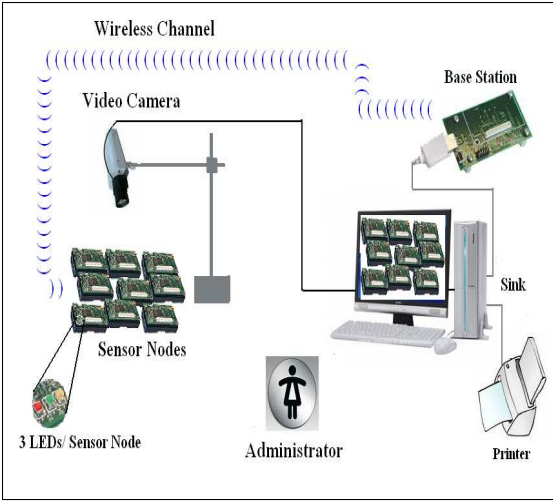 Wireless Channel
Base Station
Video Camera
Sink
Sensor Nodes
3 LEDs/ Sensor Node
Administrator
Printer